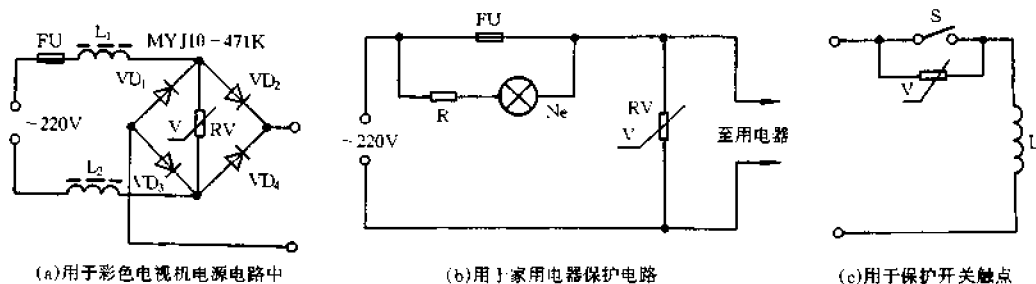 FU
L₁
MYJ10-471K
VD₁
VD₂
V
RV
~220V
L₂
VD₃
VD₄
(a)用于彩色电视机电源电路中
FU
R
Ne
~220V
RV
V
至用电器
(b)用于家用电器保护电路
S
V
L
(c)用于保护开关触点